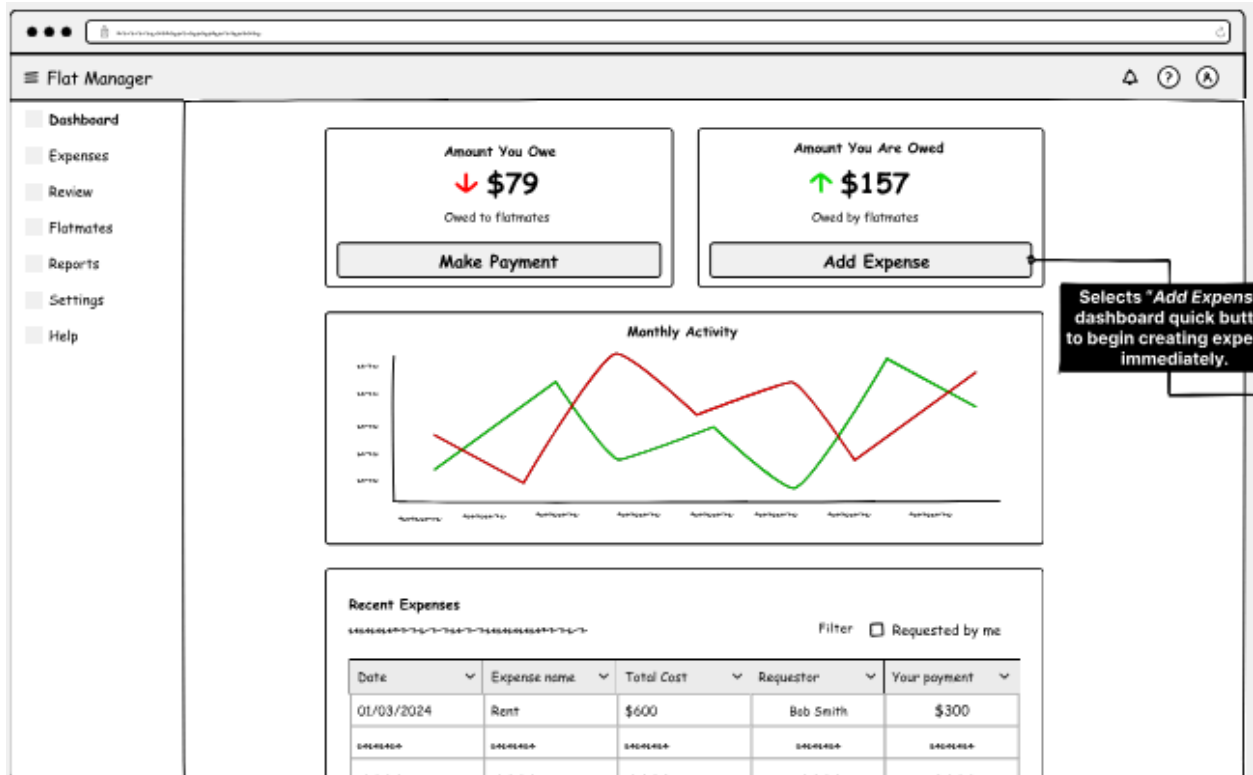 Flat Manager
Dashboard
Expenses
Review
Flatmates
Reports
Settings
Help
Amount You Owe
$79
Owed to flatmates
Make Payment
Amount You Are Owed
$157
Owed by flatmates
Add Expense
Selects "Add Expens
dashboard quick butt
to begin creating expe
immediately.
Monthly Activity
Recent Expenses
Filter Requested by me
Date Expense name Total Cost Requestor Your payment
01/03/2024 Rent $600 Bob Smith $300